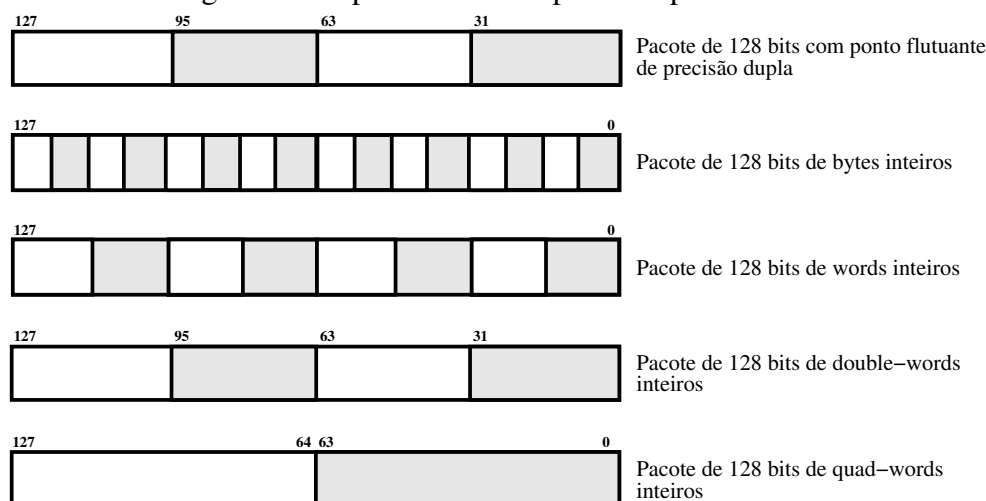 127 95 63 31
Pacote de 128 bits com ponto flutuante
de precisão dupla
127 0
Pacote de 128 bits de bytes inteiros
127 0
Pacote de 128 bits de words inteiros
127 95 63 31
Pacote de 128 bits de double−words
inteiros
127 64 63 0
Pacote de 128 bits de quad−words
inteiros